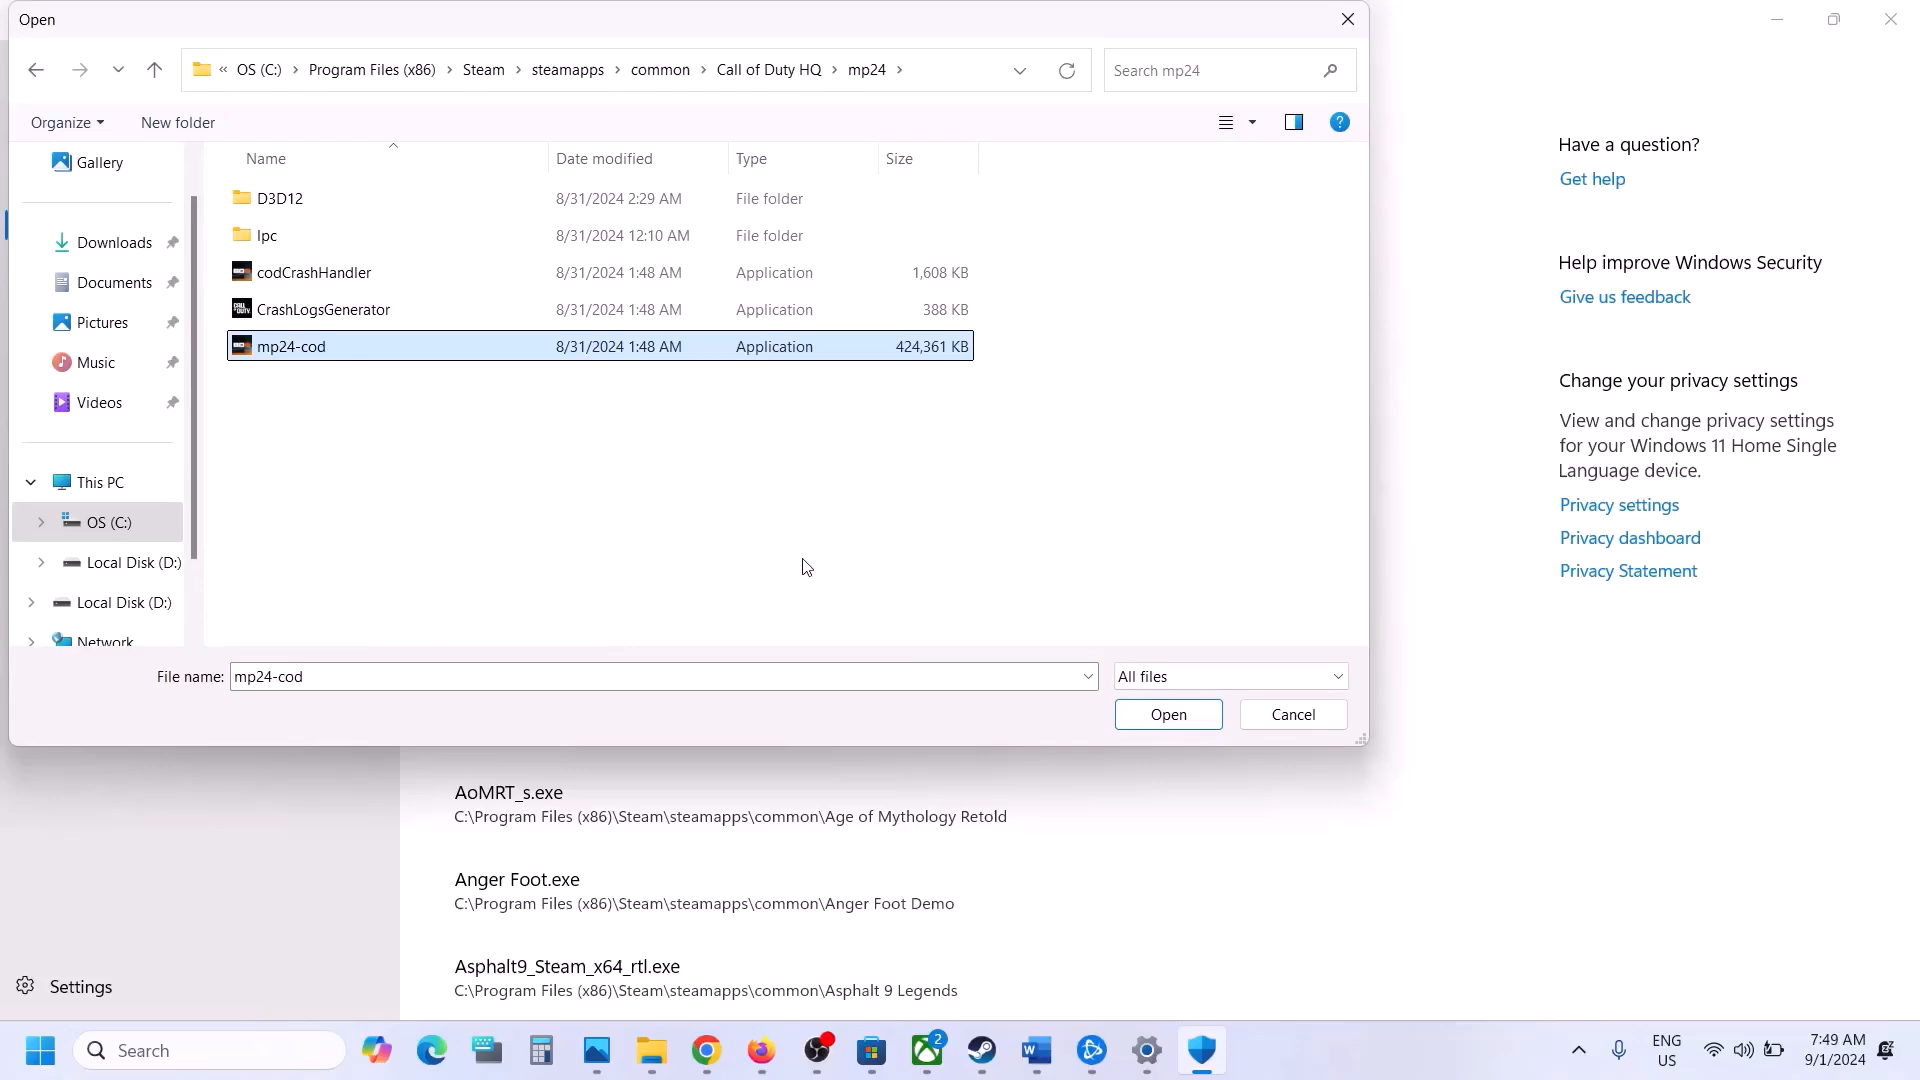 Open
« OS (C:) › Program Files (x86) › Steam › steamapps › common › Call of Duty HQ › mp24 ›
Search mp24
Organize
New folder
Name
Date modified
Type
Size
Gallery
Downloads
Documents
Pictures
Music
Videos
This PC
OS (C:)
Local Disk (D:)
Local Disk (D:)
Network
D3D12 8/31/2024 2:29 AM File folder
Ipc 8/31/2024 12:10 AM File folder
codCrashHandler 8/31/2024 1:48 AM Application 1,608 KB
CrashLogsGenerator 8/31/2024 1:48 AM Application 388 KB
mp24-cod 8/31/2024 1:48 AM Application 424,361 KB
File name: mp24-cod
All files
Open
Cancel
Have a question?
Get help
Help improve Windows Security
Give us feedback
Change your privacy settings
View and change privacy settings
for your Windows 11 Home Single
Language device.
Privacy settings
Privacy dashboard
Privacy Statement
AoMRT_s.exe
C:\Program Files (x86)\Steam\steamapps\common\Age of Mythology Retold
Anger Foot.exe
C:\Program Files (x86)\Steam\steamapps\common\Anger Foot Demo
Asphalt9_Steam_x64_rtl.exe
C:\Program Files (x86)\Steam\steamapps\common\Asphalt 9 Legends
Settings
Search
2
ENG
US
7:49 AM
9/1/2024